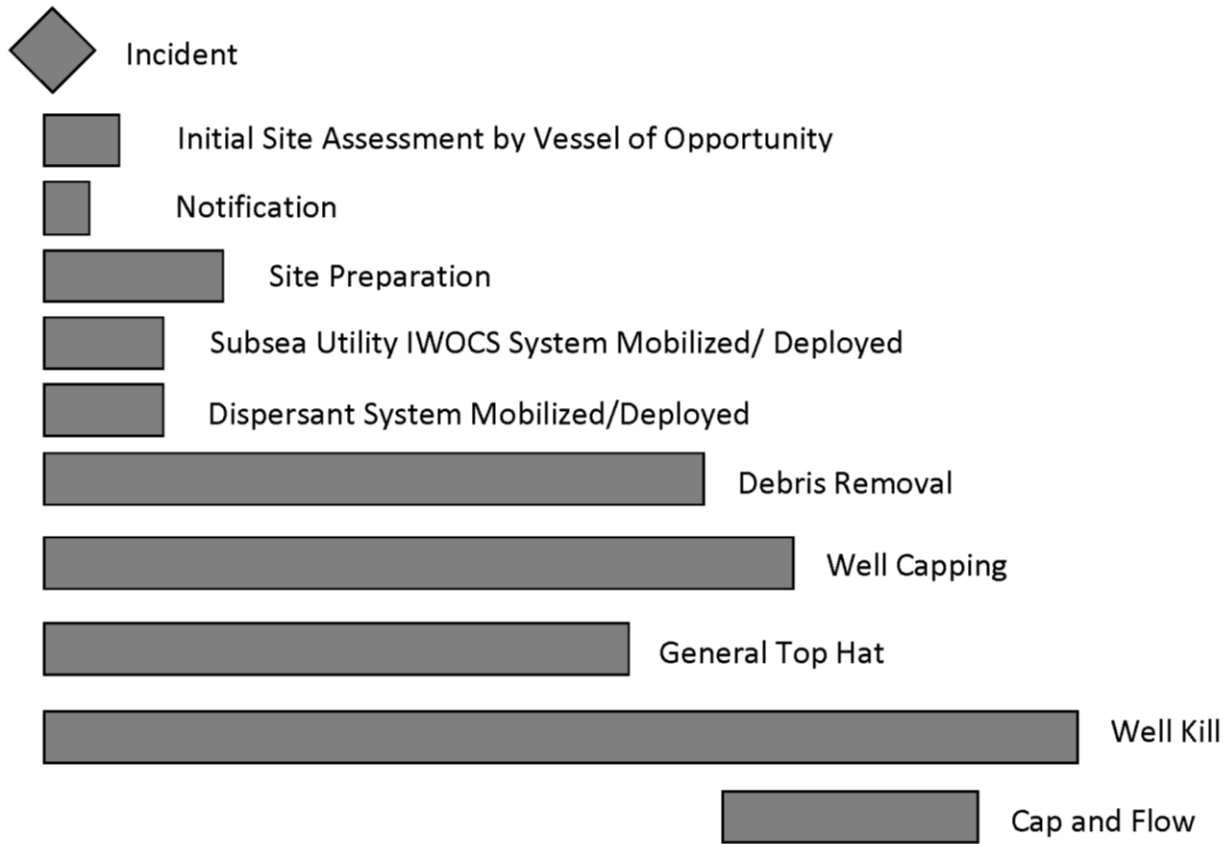 Incident
Initial Site Assessment by Vessel of Opportunity
Notification
Site Preparation
Subsea Utility IWOCS System Mobilized/ Deployed
Dispersant System Mobilized/Deployed
Debris Removal
Well Capping
General Top Hat
Well Kill
Cap and Flow